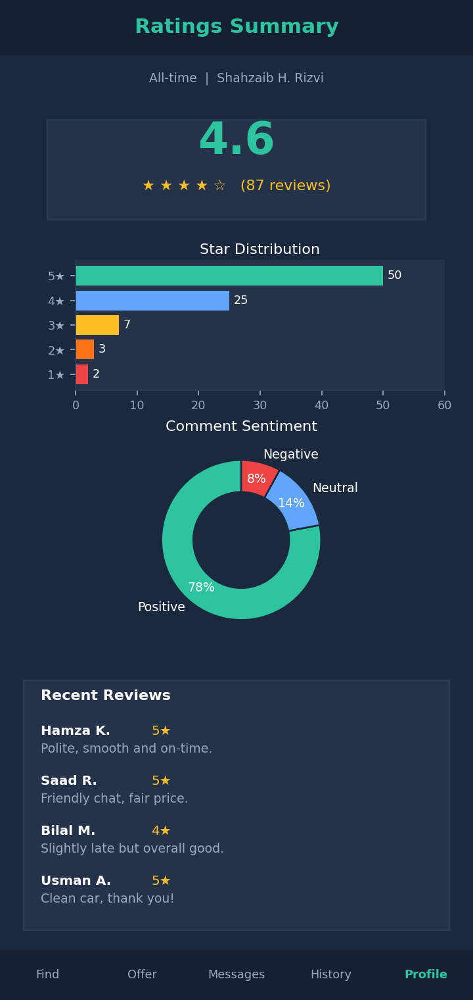 Ratings Summary
All-time | Shahzaib H. Rizvi
4.6
★ ★ ★ ★ ☆ (87 reviews)
Star Distribution
5★ 50
4★ 25
3★ 7
2★ 3
1★ 2
0 10 20 30 40 50 60
Comment Sentiment
Negative
8%
Neutral
14%
78%
Positive
Recent Reviews
Hamza K. 5★
Polite, smooth and on-time.
Saad R. 5★
Friendly chat, fair price.
Bilal M. 4★
Slightly late but overall good.
Usman A. 5★
Clean car, thank you!
Find Offer Messages History Profile